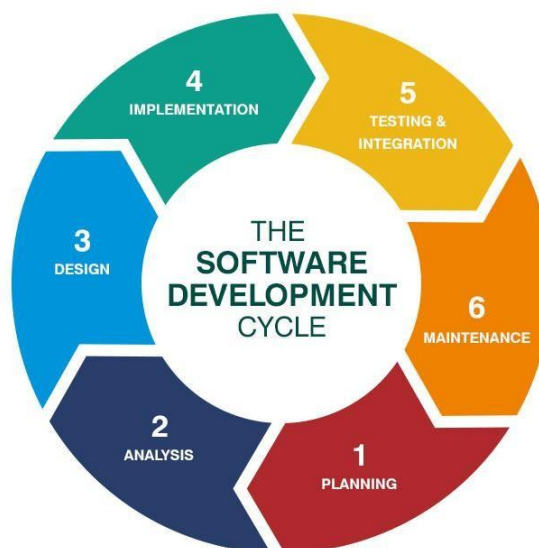 THE
SOFTWARE
DEVELOPMENT
CYCLE
1
PLANNING
2
ANALYSIS
3
DESIGN
4
IMPLEMENTATION
5
TESTING &
INTEGRATION
6
MAINTENANCE